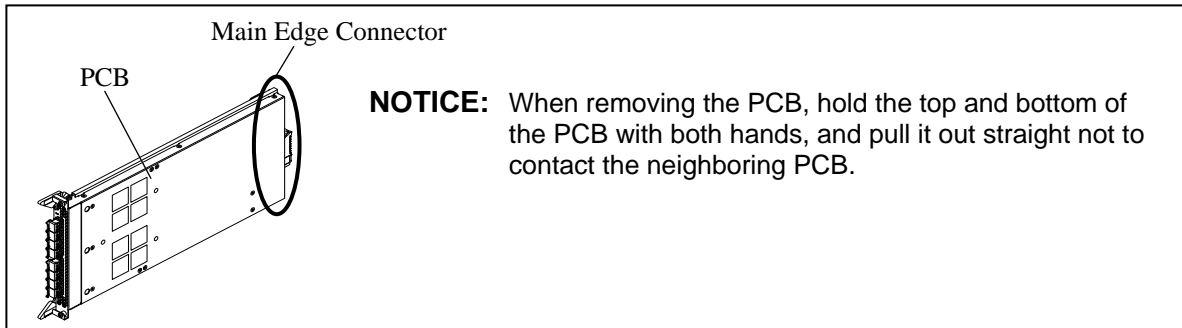 Main Edge Connector
PCB
NOTICE: When removing the PCB, hold the top and bottom of
the PCB with both hands, and pull it out straight not to
contact the neighboring PCB.